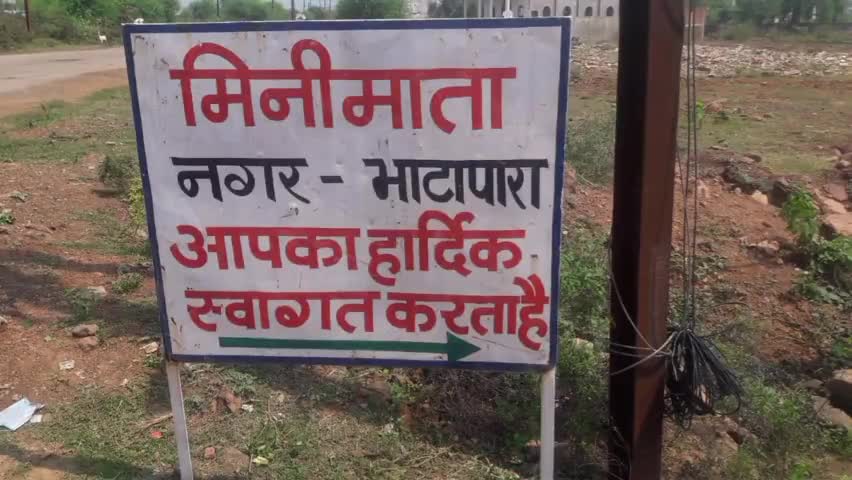 मिनीमाता
नगर - भाटापारा
आपका हार्दिक
स्वागत करता है